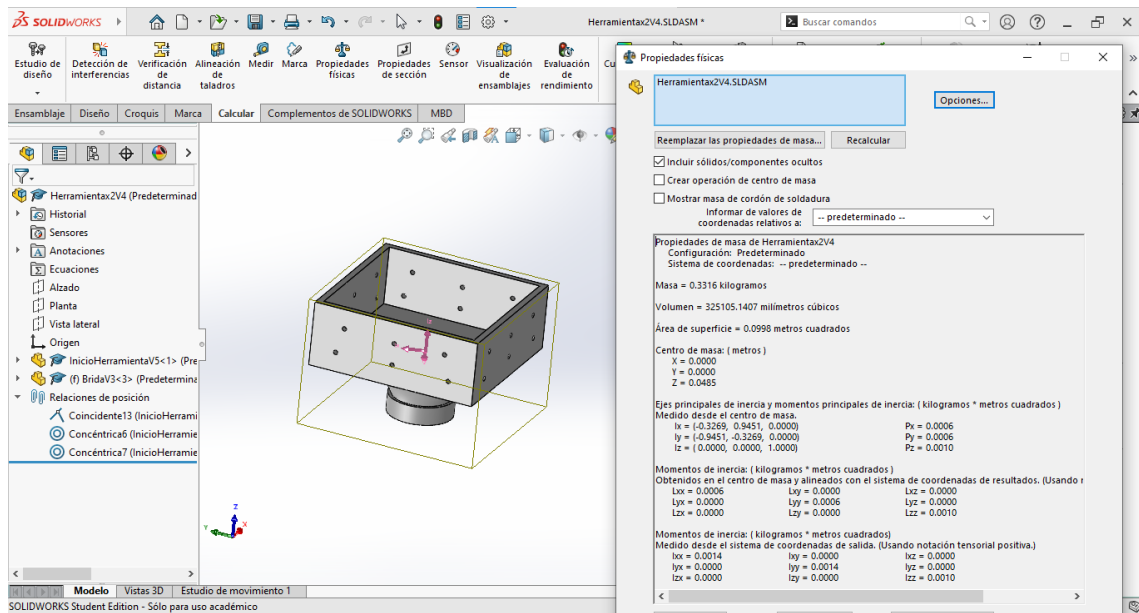 SOLIDWORKS
Herramientax2V4.SLDASM *
Buscar comandos
Estudio de diseño
Detección de interferencias
Verificación de distancia
Alineación de taladros
Medir
Marca
Propiedades físicas
Propiedades de sección
Sensor
Visualización de ensamblajes
Evaluación de rendimiento
Cu
Ensamblaje Diseño Croquis Marca Calcular Complementos de SOLIDWORKS MBD
Herramientax2V4 (Predeterminad
Historial
Sensores
Anotaciones
Ecuaciones
Alzado
Planta
Vista lateral
Origen
InicioHerramientaV5<1> (Pre
(f) BridaV3<3> (Predetermina
Relaciones de posición
Coincidente13 (InicioHerrami
Concéntrica6 (InicioHerramie
Concéntrica7 (InicioHerramie
Z
Y
X
Modelo Vistas 3D Estudio de movimiento 1
SOLIDWORKS Student Edition - Sólo para uso académico
Propiedades físicas
Herramientax2V4.SLDASM
Opciones...
Reemplazar las propiedades de masa... Recalcular
Incluir sólidos/componentes ocultos
Crear operación de centro de masa
Mostrar masa de cordón de soldadura
Informar de valores de
coordenadas relativos a: -- predeterminado --
Propiedades de masa de Herramientax2V4
Configuración: Predeterminado
Sistema de coordenadas: -- predeterminado --
Masa = 0.3316 kilogramos
Volumen = 325105.1407 milímetros cúbicos
Área de superficie = 0.0998 metros cuadrados
Centro de masa: ( metros )
X = 0.0000
Y = 0.0000
Z = 0.0485
Ejes principales de inercia y momentos principales de inercia: ( kilogramos * metros cuadrados )
Medido desde el centro de masa.
Ix = (-0.3269, 0.9451, 0.0000) Px = 0.0006
Iy = (-0.9451, -0.3269, 0.0000) Py = 0.0006
Iz = ( 0.0000, 0.0000, 1.0000) Pz = 0.0010
Momentos de inercia: ( kilogramos * metros cuadrados )
Obtenidos en el centro de masa y alineados con el sistema de coordenadas de resultados. (Usando r
Lxx = 0.0006 Lxy = 0.0000 Lxz = 0.0000
Lyx = 0.0000 Lyy = 0.0006 Lyz = 0.0000
Lzx = 0.0000 Lzy = 0.0000 Lzz = 0.0010
Momentos de inercia: ( kilogramos * metros cuadrados)
Medido desde el sistema de coordenadas de salida. (Usando notación tensorial positiva.)
Ixx = 0.0014 Ixy = 0.0000 Ixz = 0.0000
Iyx = 0.0000 Iyy = 0.0014 Iyz = 0.0000
Izx = 0.0000 Izy = 0.0000 Izz = 0.0010